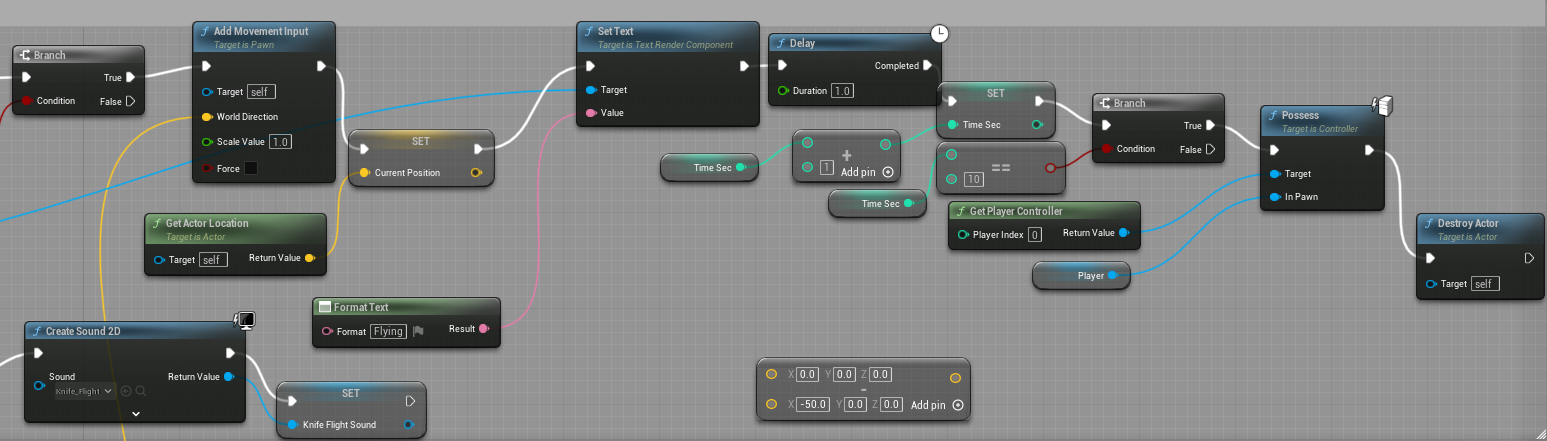 Branch
True
Condition
False
Add Movement Input
Target is Pawn
Target self
World Direction
Scale Value 1.0
Force
SET
Current Position
Get Actor Location
Target is Actor
Target self
Return Value
Format Text
Format Flying
Result
Create Sound 2D
Sound
Knife_Flight
Return Value
SET
Knife Flight Sound
Set Text
Target is Text Render Component
Target
Value
Delay
Completed
Duration 1.0
SET
Time Sec
Time Sec
+
1
Add pin
Time Sec
10
==
Branch
True
Condition
False
Get Player Controller
Player Index 0
Return Value
Player
Possess
Target is Controller
Target
In Pawn
Destroy Actor
Target is Actor
Target self
X 0.0 Y 0.0 Z 0.0
-
X -50.0 Y 0.0 Z 0.0 Add pin